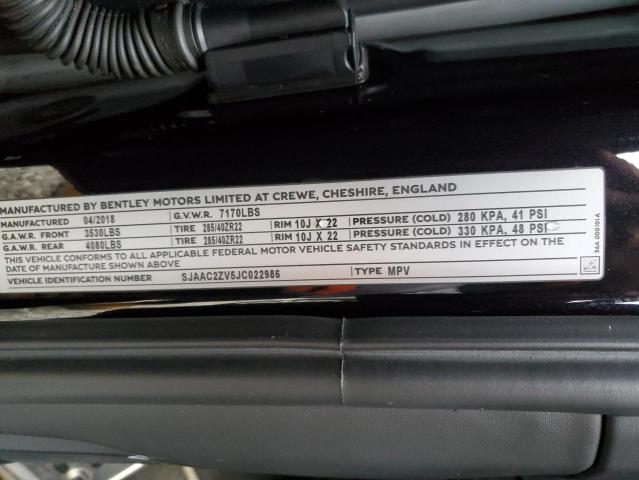 MANUFACTURED BY BENTLEY MOTORS LIMITED AT CREWE, CHESHIRE, ENGLAND
MANUFACTURED 04/2018 G.V.W.R. 7170LBS
G.A.W.R. FRONT 3530LBS TIRE 285/40ZR22 RIM 10J X 22 PRESSURE (COLD) 280 KPA, 41 PSI
G.A.W.R. REAR 4080LBS TIRE 285/40ZR22 RIM 10J X 22 PRESSURE (COLD) 330 KPA, 48 PSI
THIS VEHICLE CONFORMS TO ALL APPLICABLE FEDERAL MOTOR VEHICLE SAFETY STANDARDS IN EFFECT ON THE
DATE OF MANUFACTURE SHOWN ABOVE.
VEHICLE IDENTIFICATION NUMBER SJAAC2ZV5JC022986 TYPE MPV
36A 000101A